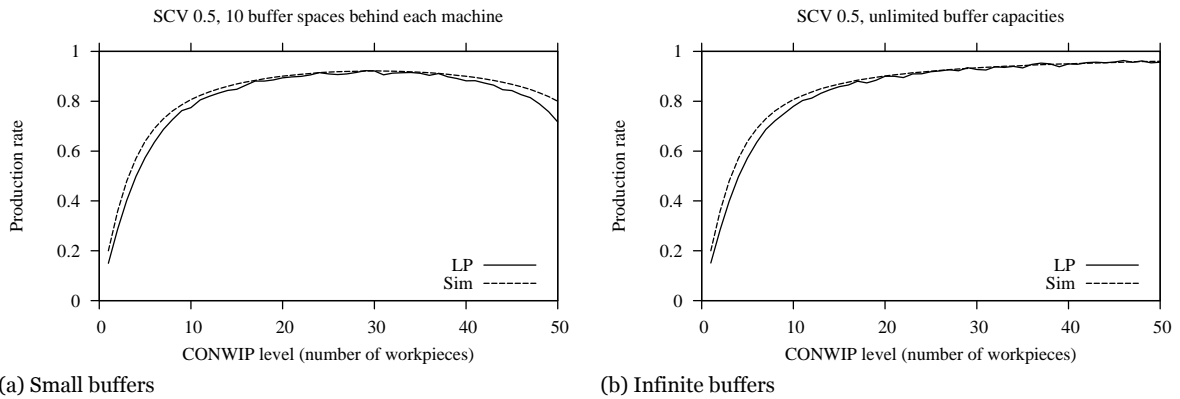 SCV 0.5, 10 buffer spaces behind each machine
1
0.8
0.6
0.4
0.2
0
Production rate
LP
Sim
0 10 20 30 40 50
CONWIP level (number of workpieces)
(a) Small buffers
SCV 0.5, unlimited buffer capacities
1
0.8
0.6
0.4
0.2
0
Production rate
LP
Sim
0 10 20 30 40 50
CONWIP level (number of workpieces)
(b) Infinite buffers